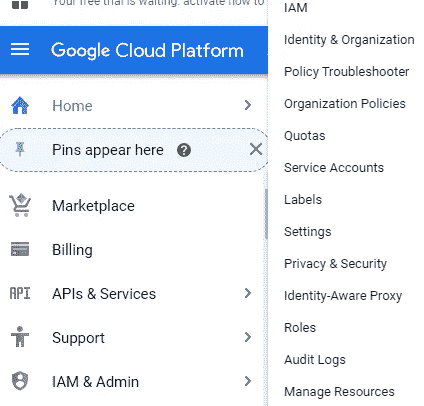 Your free trial is waiting: activate now to
Google Cloud Platform
Home
Pins appear here ?
Marketplace
Billing
API APIs & Services
Support
IAM & Admin
IAM
Identity & Organization
Policy Troubleshooter
Organization Policies
Quotas
Service Accounts
Labels
Settings
Privacy & Security
Identity-Aware Proxy
Roles
Audit Logs
Manage Resources